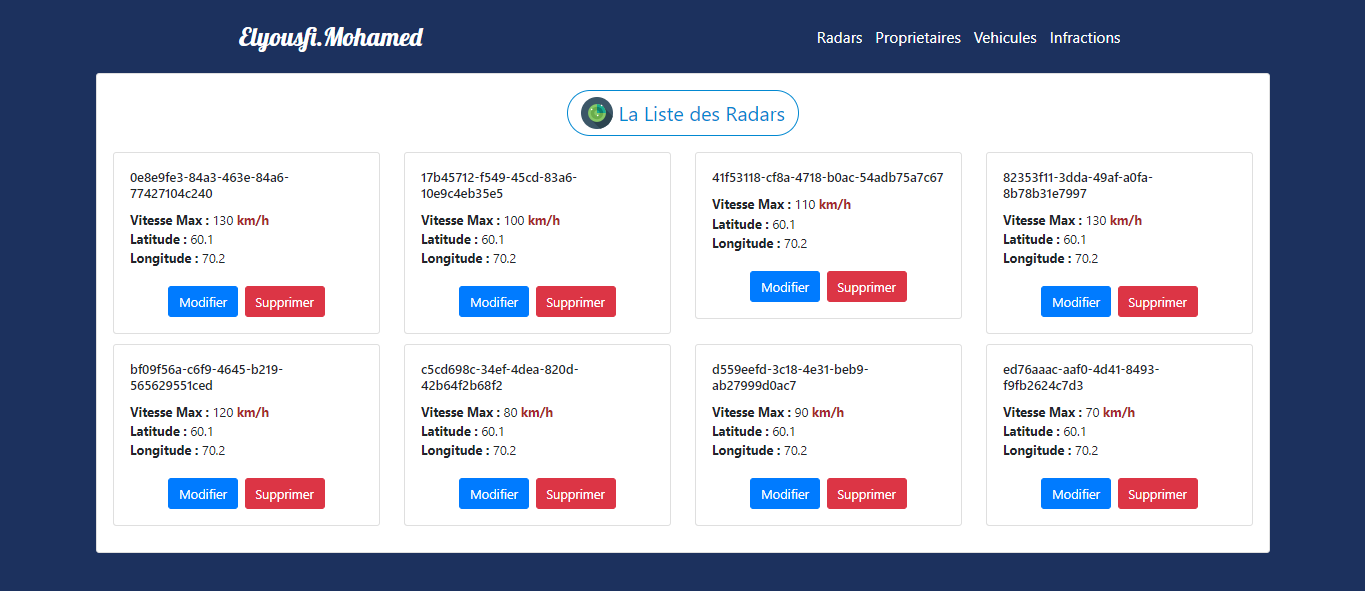 Elyousfi.Mohamed
Radars Proprietaires Vehicules Infractions
La Liste des Radars
0e8e9fe3-84a3-463e-84a6-
77427104c240
Vitesse Max : 130 km/h
Latitude : 60.1
Longitude : 70.2
Modifier Supprimer
17b45712-f549-45cd-83a6-
10e9c4eb35e5
Vitesse Max : 100 km/h
Latitude : 60.1
Longitude : 70.2
Modifier Supprimer
41f53118-cf8a-4718-b0ac-54adb75a7c67
Vitesse Max : 110 km/h
Latitude : 60.1
Longitude : 70.2
Modifier Supprimer
82353f11-3dda-49af-a0fa-
8b78b31e7997
Vitesse Max : 130 km/h
Latitude : 60.1
Longitude : 70.2
Modifier Supprimer
bf09f56a-c6f9-4645-b219-
565629551ced
Vitesse Max : 120 km/h
Latitude : 60.1
Longitude : 70.2
Modifier Supprimer
c5cd698c-34ef-4dea-820d-
42b64f2b68f2
Vitesse Max : 80 km/h
Latitude : 60.1
Longitude : 70.2
Modifier Supprimer
d559eefd-3c18-4e31-beb9-
ab27999d0ac7
Vitesse Max : 90 km/h
Latitude : 60.1
Longitude : 70.2
Modifier Supprimer
ed76aaac-aaf0-4d41-8493-
f9fb2624c7d3
Vitesse Max : 70 km/h
Latitude : 60.1
Longitude : 70.2
Modifier Supprimer